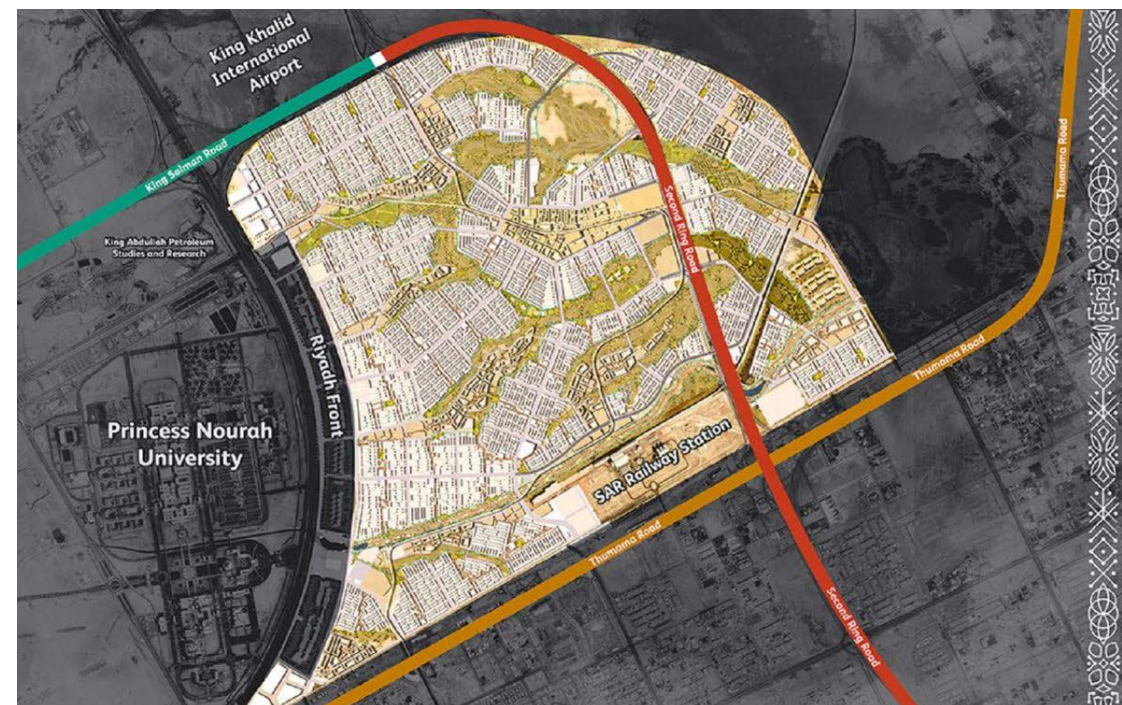 King Khalid
International
Airport
King Salman Road
King Abdullah Petroleum
Studies and Research
Riyadh Front
Princess Nourah
University
Second Ring Road
Thumama Road
Thumama Road
SAR Railway Station
Thumama Road
Second Ring Road